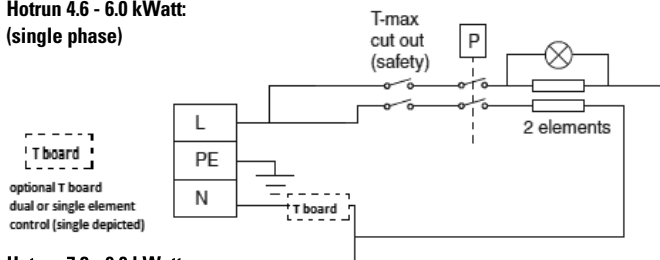 Hotrun 4.6 - 6.0 kWatt:
(single phase)
T-max
cut out
(safety)
P
2 elements
L
PE
N
T board
T board
optional T board
dual or single element
control (single depicted)